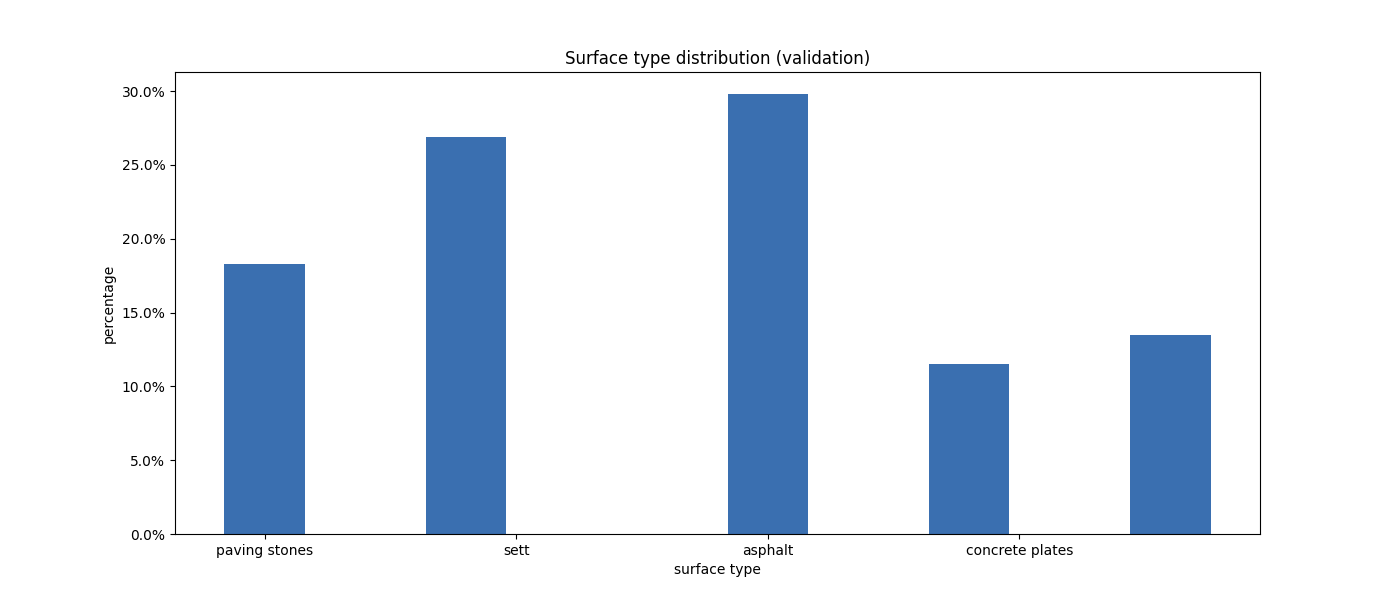 Surface type distribution (validation)
30.0%
25.0%
20.0%
15.0%
10.0%
5.0%
0.0%
percentage
paving stones sett asphalt concrete plates
surface type